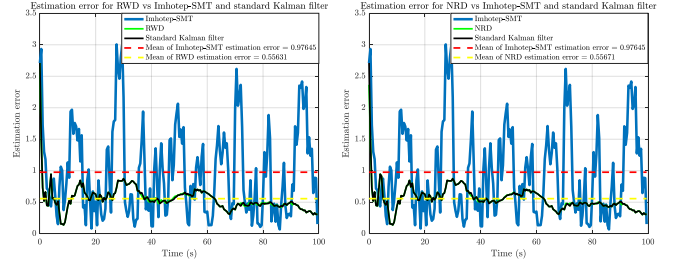 Estimation error for RWD vs Imhotep-SMT and standard Kalman filter
Imhotep-SMT
RWD
Standard Kalman filter
Mean of Imhotep-SMT estimation error = 0.97645
Mean of RWD estimation error = 0.55631
Estimation error
3.5
3
2.5
2
1.5
1
0.5
0
0 20 40 60 80 100
Time (s)
Estimation error for NRD vs Imhotep-SMT and standard Kalman filter
Imhotep-SMT
NRD
Standard Kalman filter
Mean of Imhotep-SMT estimation error = 0.97645
Mean of NRD estimation error = 0.55671
Estimation error
3.5
3
2.5
2
1.5
1
0.5
0
0 20 40 60 80 100
Time (s)